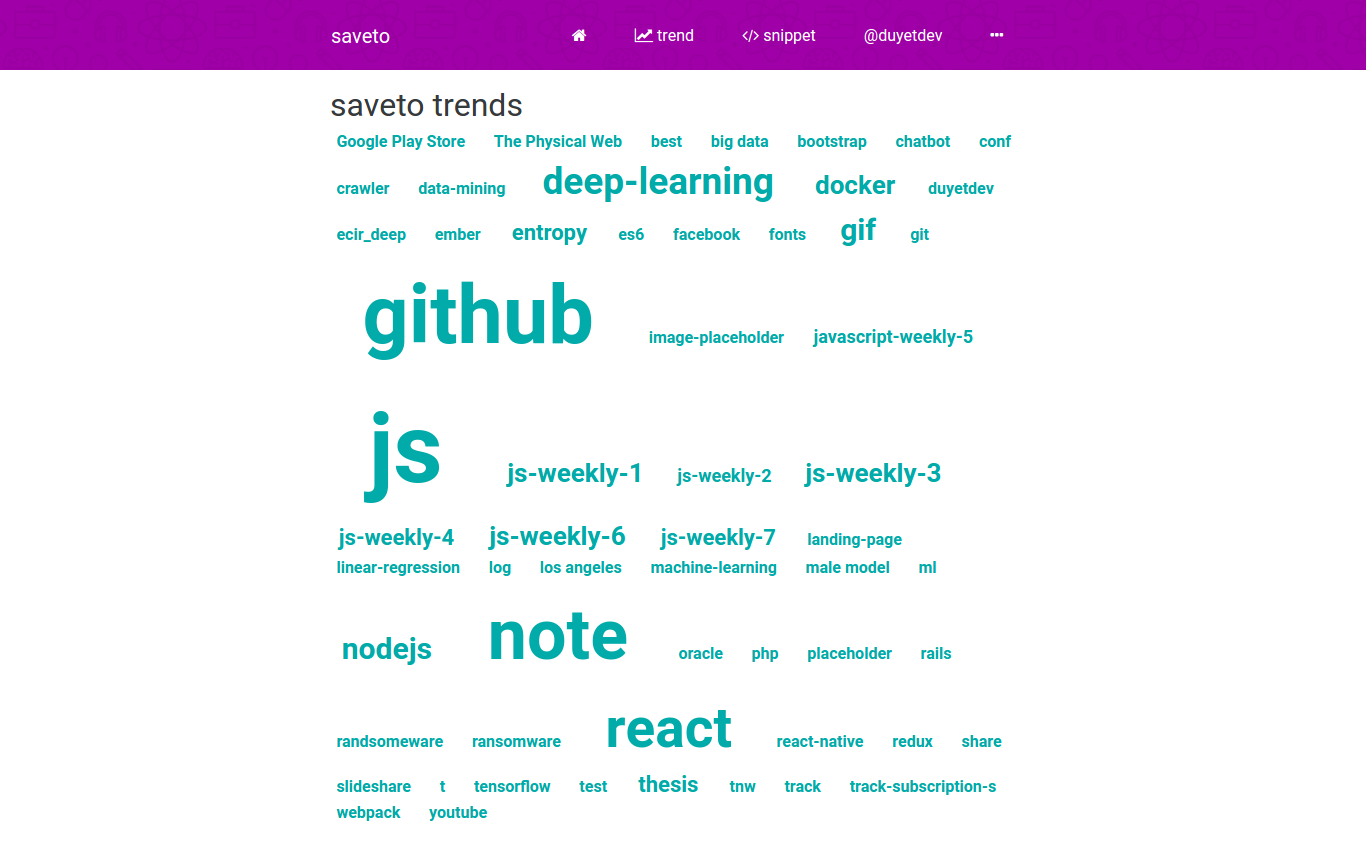 saveto trend </> snippet @duyetdev ...
saveto trends
Google Play Store The Physical Web best big data bootstrap chatbot conf
crawler data-mining deep-learning docker duyetdev
ecir_deep ember entropy es6 facebook fonts gif git
github image-placeholder javascript-weekly-5
js js-weekly-1 js-weekly-2 js-weekly-3
js-weekly-4 js-weekly-6 js-weekly-7 landing-page
linear-regression log los angeles machine-learning male model ml
nodejs note oracle php placeholder rails
randsomeware ransomware react react-native redux share
slideshare t tensorflow test thesis tnw track track-subscription-s
webpack youtube